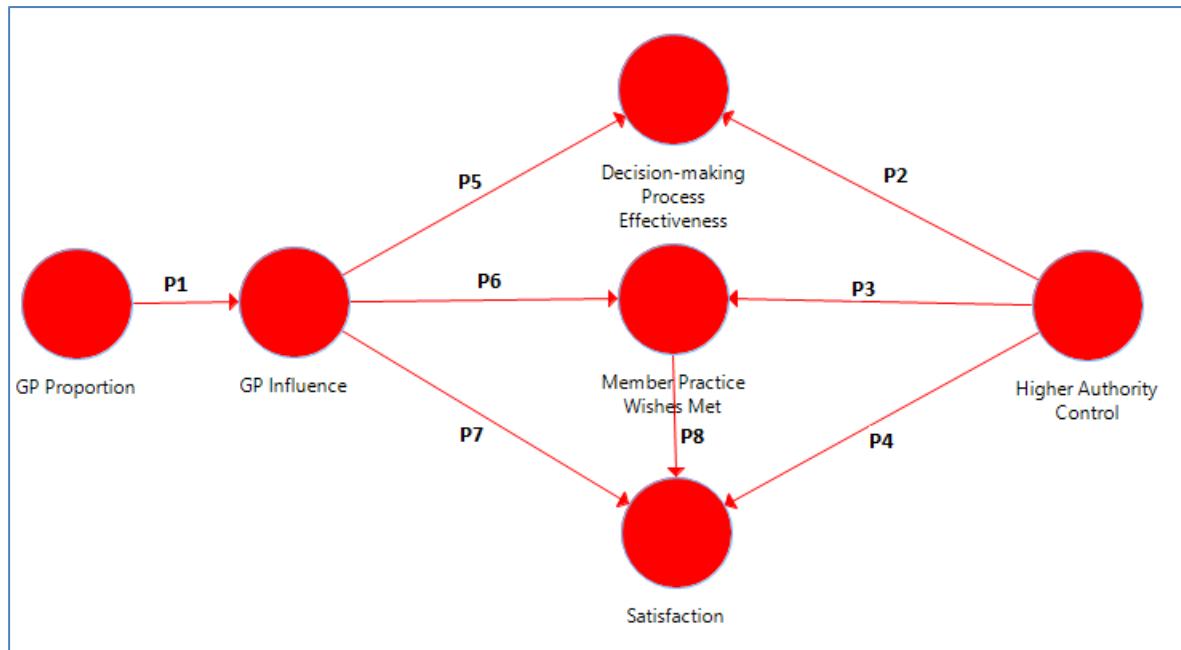 Decision-making
Process
Effectiveness
P5
P2
P1
P6
P3
GP Proportion
GP Influence
Member Practice
Wishes Met
Higher Authority
Control
P7
P8
P4
Satisfaction